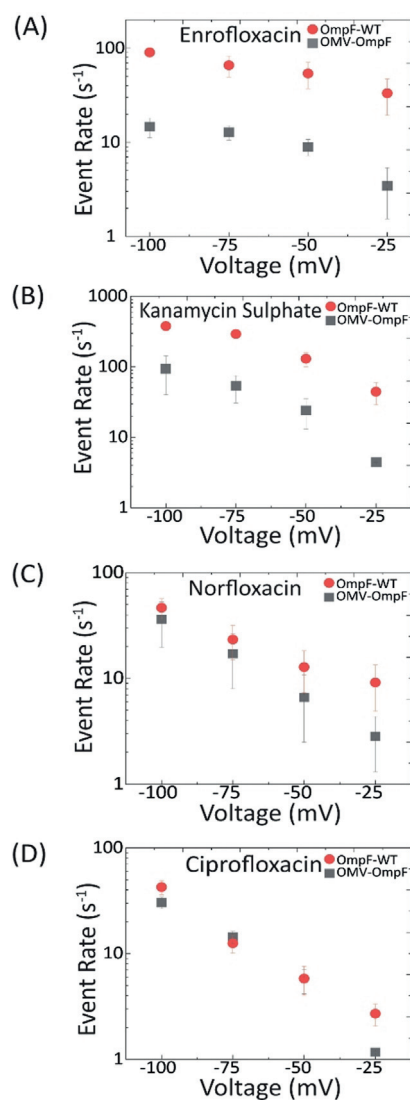 (A)
Enrofloxacin
OmpF-WT
OMV-OmpF
100
10
1
Event Rate (s⁻¹)
-100 -75 -50 -25
Voltage (mV)
(B)
Kanamycin Sulphate
OmpF-WT
OMV-OmpF
1000
100
10
1
Event Rate (s⁻¹)
-100 -75 -50 -25
Voltage (mV)
(C)
Norfloxacin
OmpF-WT
OMV-OmpF
100
10
1
Event Rate (s⁻¹)
-100 -75 -50 -25
Voltage (mV)
(D)
Ciprofloxacin
OmpF-WT
OMV-OmpF
100
10
1
Event Rate (s⁻¹)
-100 -75 -50 -25
Voltage (mV)